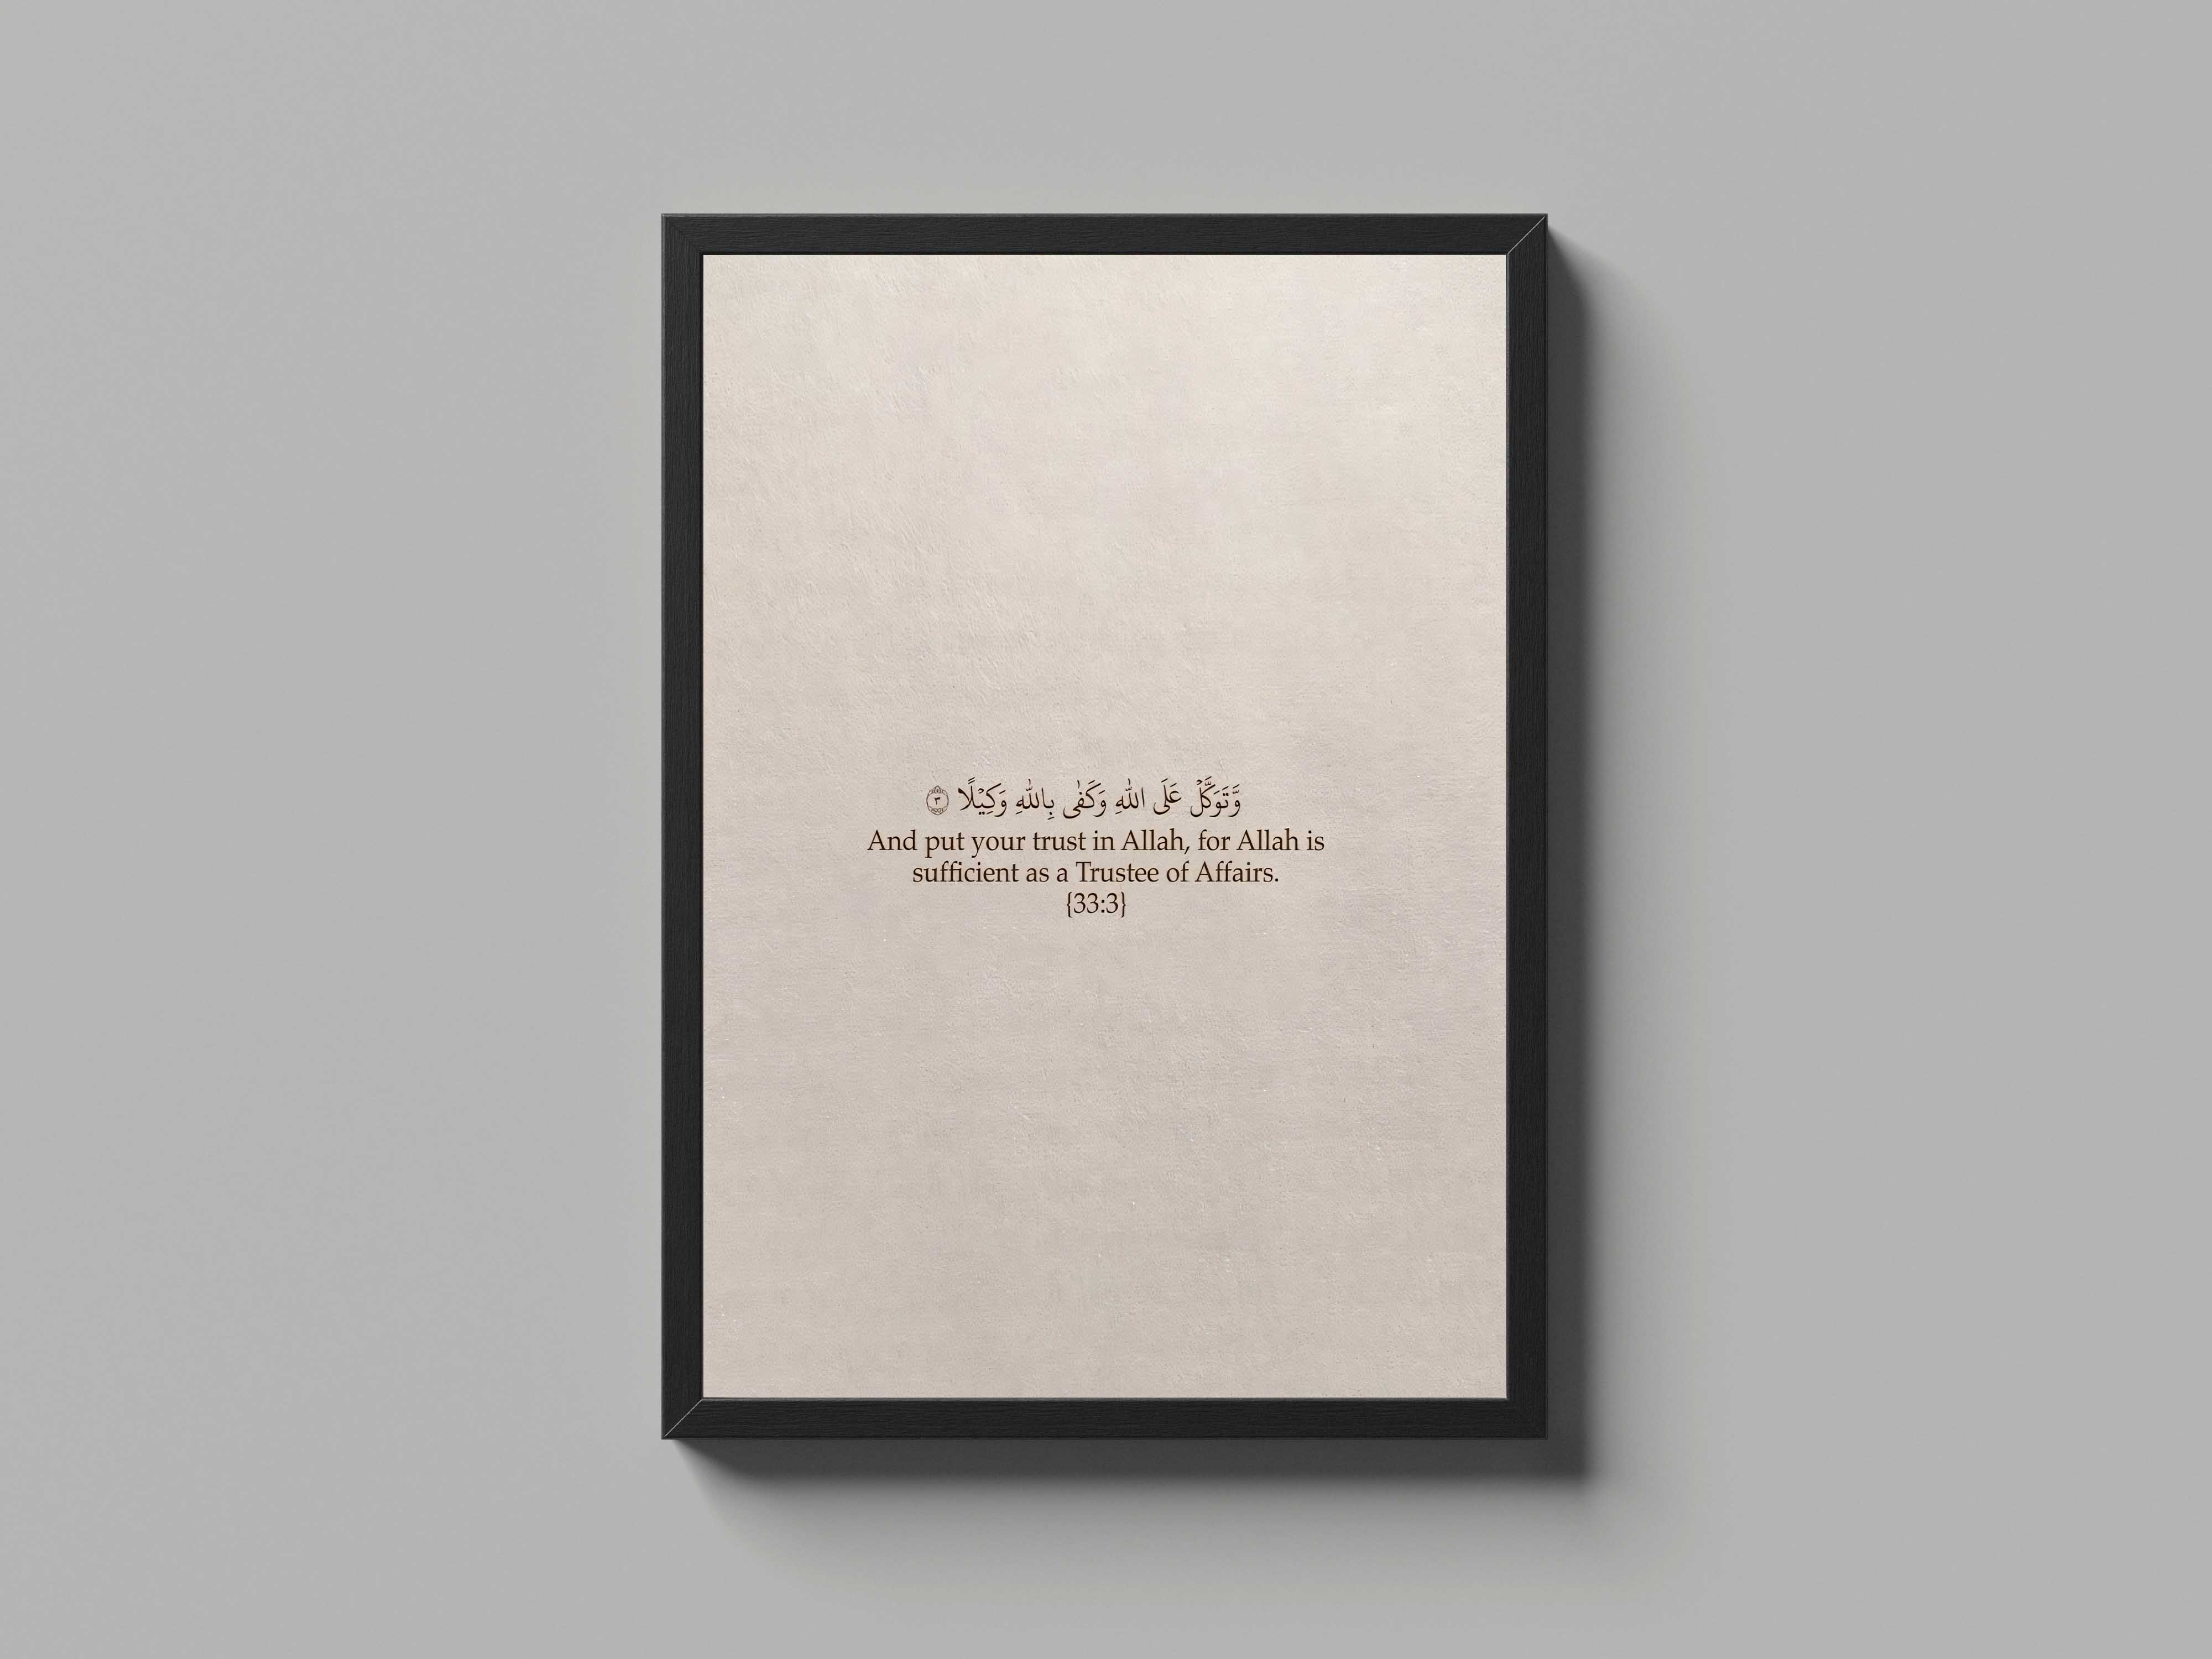 وَّتَوَكَّلۡ عَلَى اللّٰهِ وَكَفٰى بِاللّٰهِ وَكِيۡلًا ٣
And put your trust in Allah, for Allah is
sufficient as a Trustee of Affairs.
{33:3}